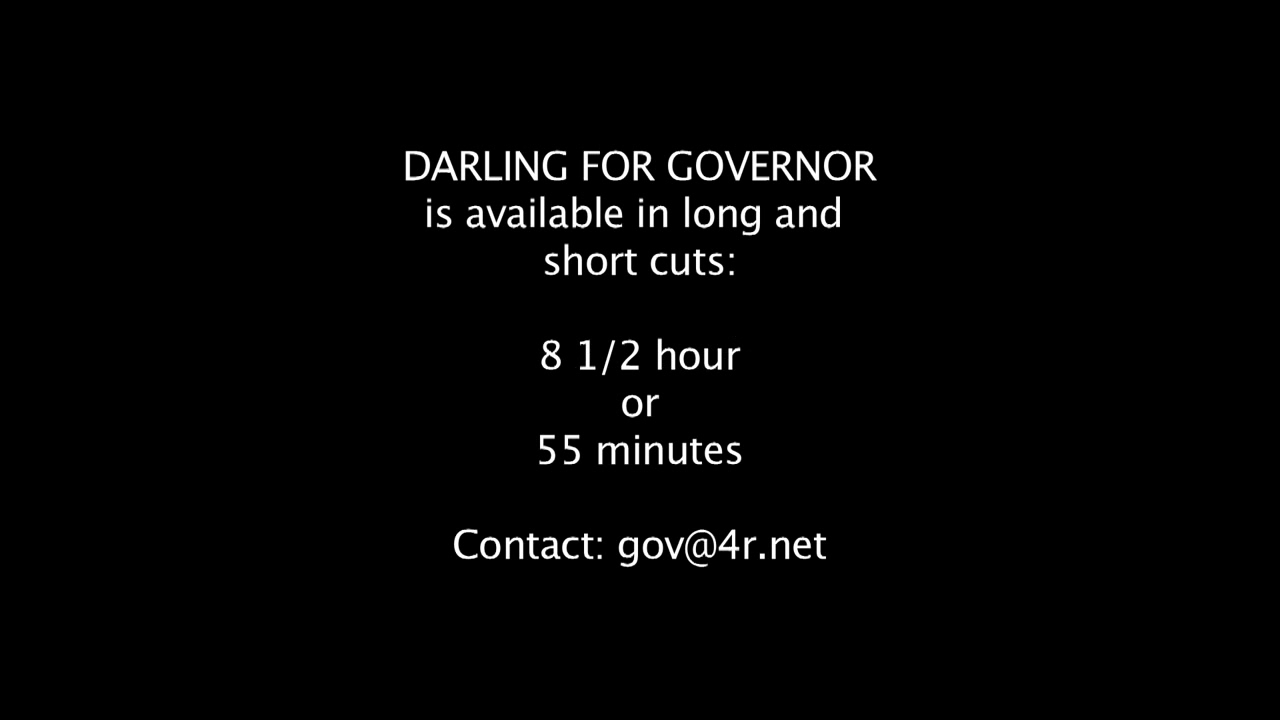 DARLING FOR GOVERNOR
is available in long and
short cuts:
8 1/2 hour
or
55 minutes
Contact: gov@4r.net